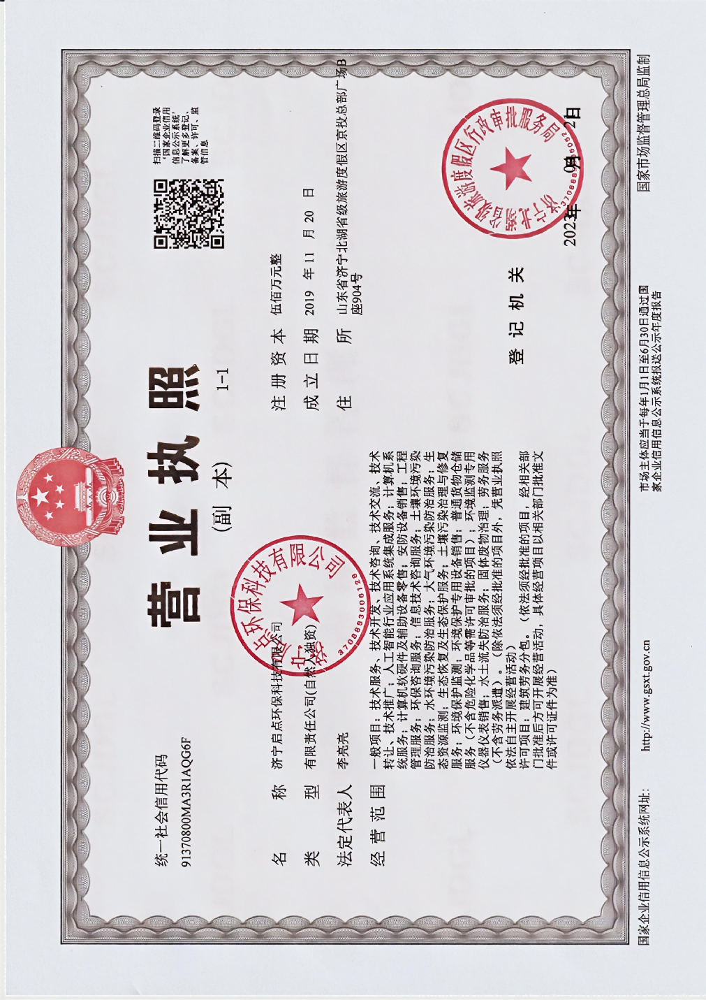 营业执照
(副 本)
1-1
统一社会信用代码
91370800MA3R1AQG6F
扫描二维码登录
“国家企业信用
信息公示系统”
了解更多登记、
备案、许可、监
管信息
名 称 济宁启点环保科技有限公司
类 型 有限责任公司(自然人独资)
法定代表人 李亮亮
经营范围 一般项目：技术服务、技术开发、技术咨询、技术交流、技术
转让、技术推广；人工智能行业应用系统集成服务；计算机系
统服务；计算机软硬件及辅助设备零售；安防设备销售；工程
管理服务；环保咨询服务；信息技术咨询服务；土壤环境污染
防治服务；水环境污染防治服务；大气环境污染防治服务；生
态资源监测；生态恢复及生态保护服务；土壤污染治理与修复
服务；环境保护监测；环境保护专用设备销售；普通货物仓储
服务（不含危险化学品等需许可审批的项目）；环境监测专用
仪器仪表销售；水土流失防治服务；固体废物治理；劳务服务
（不含劳务派遣）。（除依法须经批准的项目外，凭营业执照
依法自主开展经营活动）
许可项目：建筑劳务分包。（依法须经批准的项目，经相关部
门批准后方可开展经营活动，具体经营项目以相关部门批准文
件或许可证件为准）
注册资本 伍佰万元整
成立日期 2019 年 11 月 20 日
住 所 山东省济宁北湖省级旅游度假区京投总部广场B
座904号
登记机关
2023年 月 21日
济宁北湖省级旅游度假区行政审批服务局
济宁启点环保科技有限公司
3708893006129
国家企业信用信息公示系统网址： http://www.gsxt.gov.cn
市场主体应当于每年1月1日至6月30日通过国
家企业信用信息公示系统报送公示年度报告
国家市场监督管理总局监制